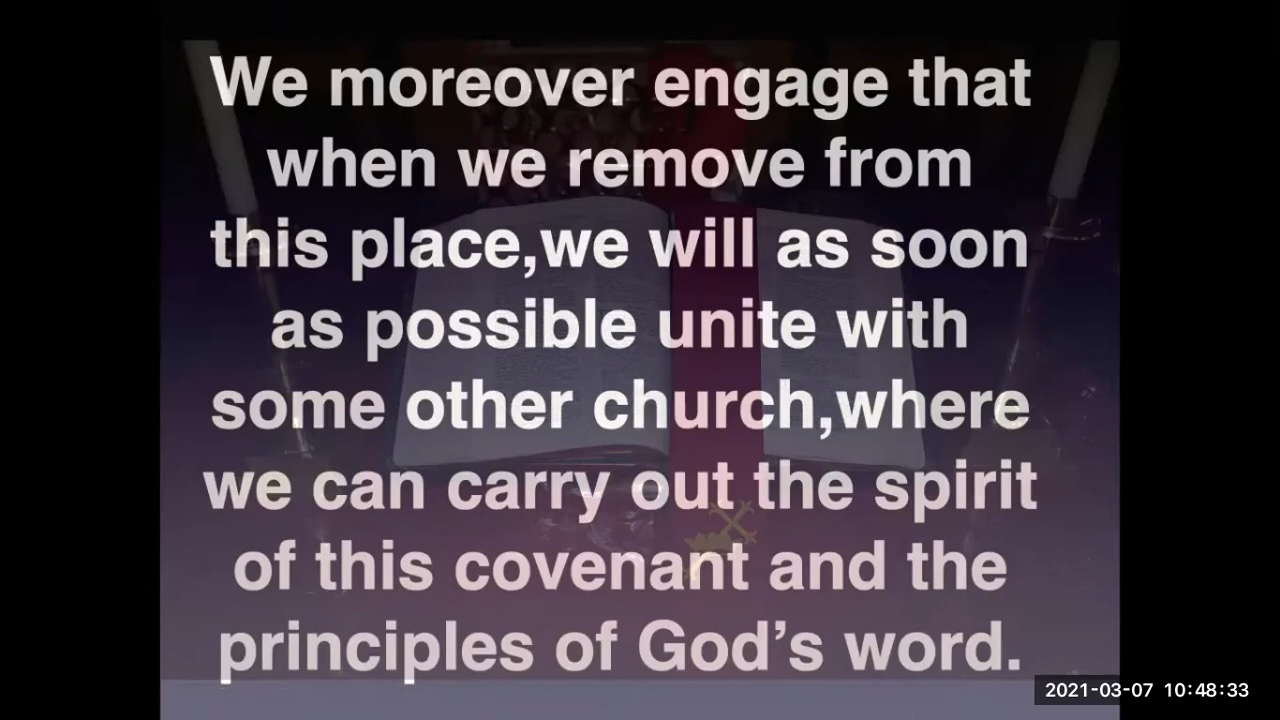 We moreover engage that
when we remove from
this place,we will as soon
as possible unite with
some other church,where
we can carry out the spirit
of this covenant and the
principles of God’s word.
2021-03-07 10:48:33